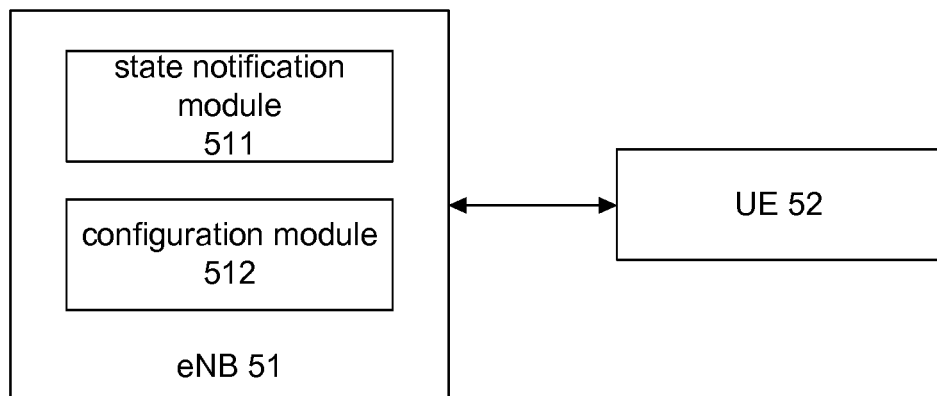 state notification
module
511
configuration module
512
eNB 51
UE 52